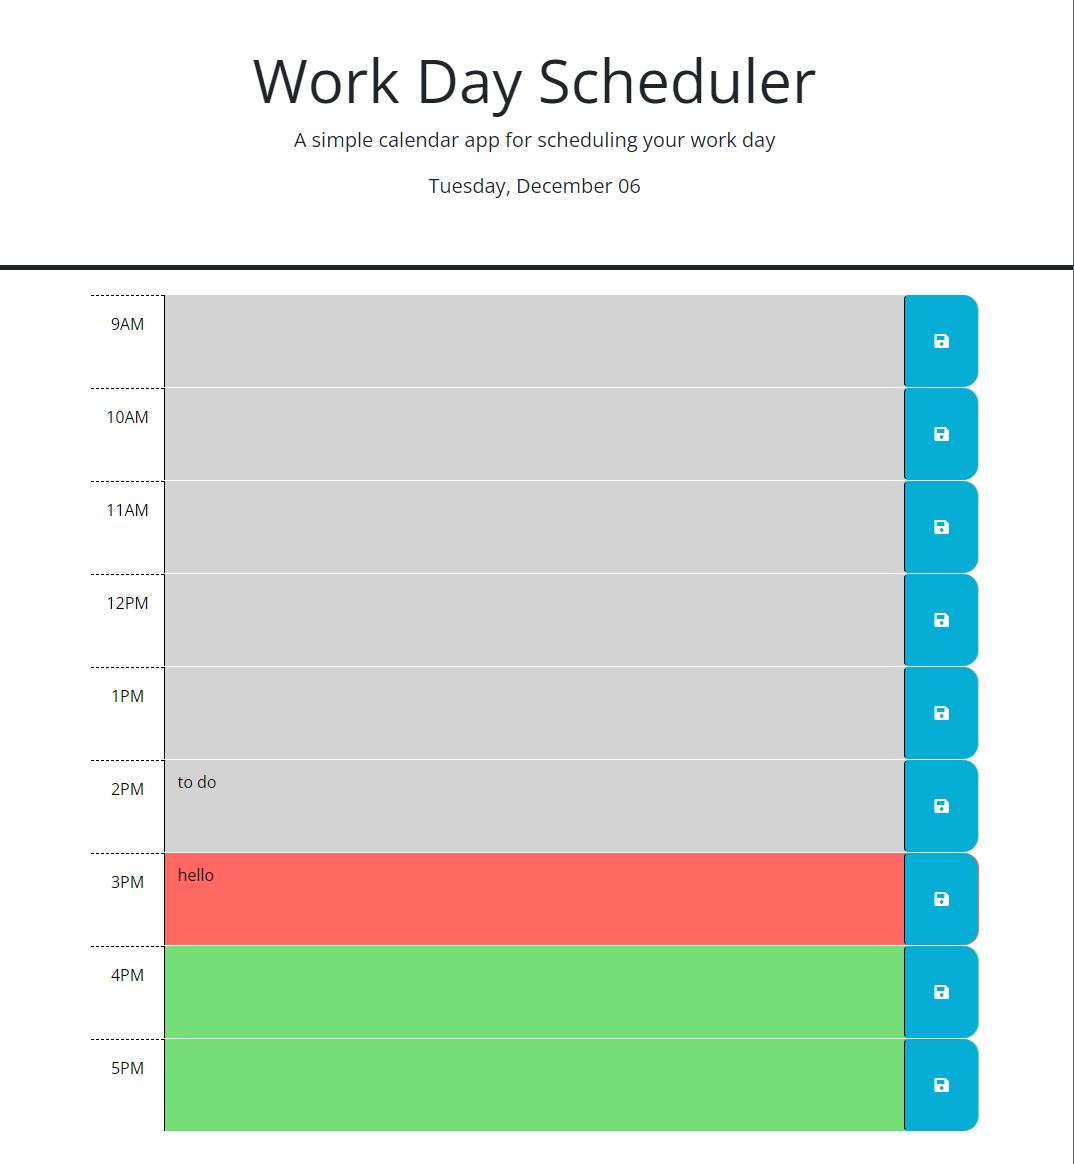 Work Day Scheduler
A simple calendar app for scheduling your work day
Tuesday, December 06
9AM
10AM
11AM
12PM
1PM
2PM to do
3PM hello
4PM
5PM